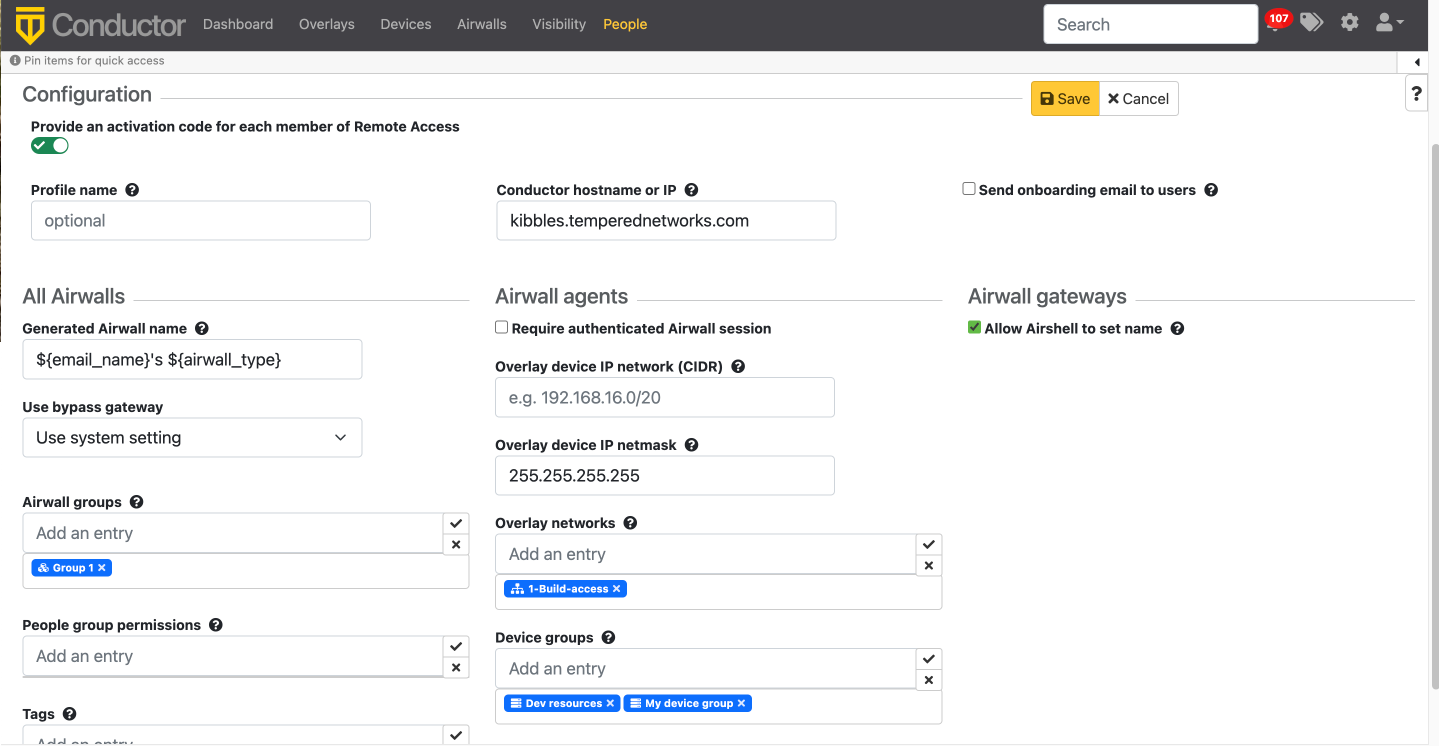 Conductor Dashboard Overlays Devices Airwalls Visibility People Search 107
Pin items for quick access
Configuration Save Cancel ?
Provide an activation code for each member of Remote Access
Profile name ? Conductor hostname or IP ? Send onboarding email to users ?
optional kibbles.temperednetworks.com
All Airwalls Airwall agents Airwall gateways
Generated Airwall name ? Require authenticated Airwall session Allow Airshell to set name ?
${email_name}'s ${airwall_type}
Overlay device IP network (CIDR) ?
e.g. 192.168.16.0/20
Use bypass gateway
Use system setting
Overlay device IP netmask ?
255.255.255.255
Airwall groups ?
Add an entry
Group 1
Overlay networks ?
Add an entry
1-Build-access
People group permissions ?
Add an entry
Device groups ?
Add an entry
Dev resources My device group
Tags ?
Add an entry